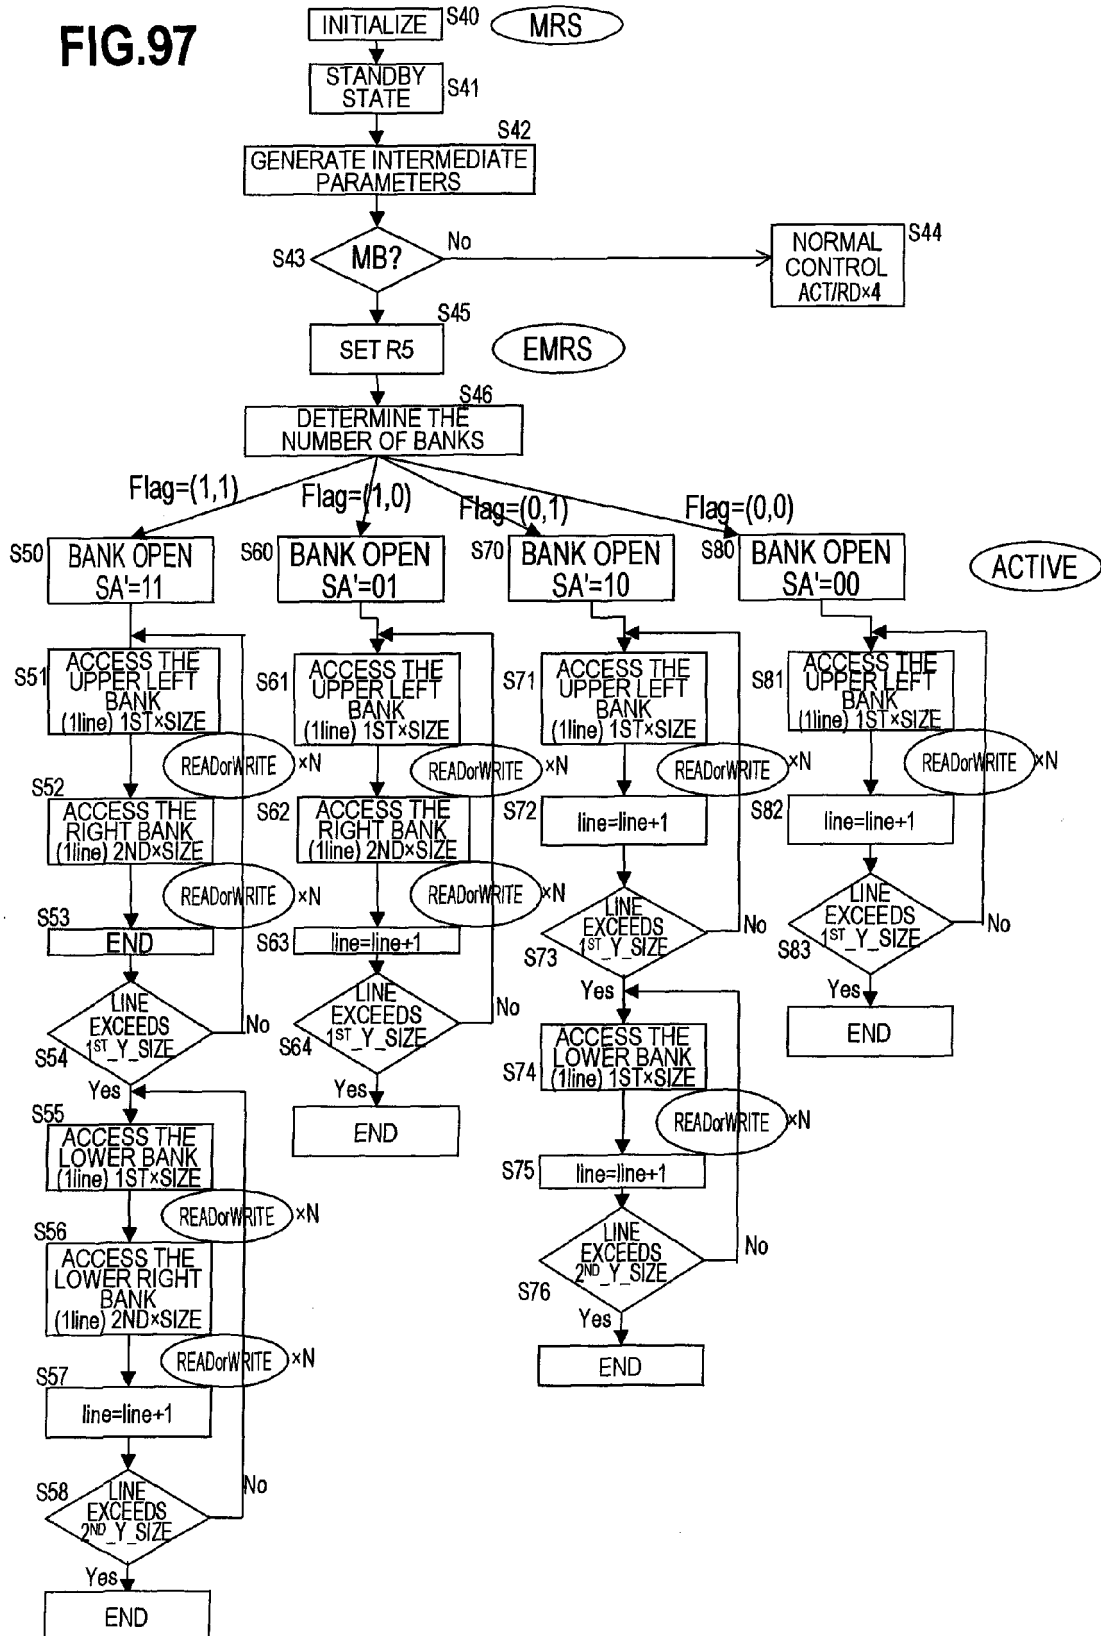 FIG.97
INITIALIZE
S40
MRS
STANDBY
STATE
S41
S42
GENERATE INTERMEDIATE
PARAMETERS
S43
MB?
No
NORMAL
CONTROL
ACT/RD×4
S44
S45
SET R5
EMRS
S46
DETERMINE THE
NUMBER OF BANKS
Flag=(1,1)
Flag=(1,0)
Flag=(0,1)
Flag=(0,0)
S50
BANK OPEN
SA'=11
S60
BANK OPEN
SA'=01
S70
BANK OPEN
SA'=10
S80
BANK OPEN
SA'=00
ACTIVE
S51
ACCESS THE
UPPER LEFT
BANK
(1line) 1ST×SIZE
READorWRITE ×N
S52
ACCESS THE
RIGHT BANK
(1line) 2ND×SIZE
READorWRITE ×N
S53
END
LINE
EXCEEDS
1ST_Y_SIZE
S54
No
Yes
S55
ACCESS THE
LOWER BANK
(1line) 1ST×SIZE
READorWRITE ×N
S56
ACCESS THE
LOWER RIGHT
BANK
(1line) 2ND×SIZE
READorWRITE ×N
S57
line=line+1
S58
LINE
EXCEEDS
2ND_Y_SIZE
No
Yes
END
S61
ACCESS THE
UPPER LEFT
BANK
(1line) 1ST×SIZE
READorWRITE ×N
S62
ACCESS THE
RIGHT BANK
(1line) 2ND×SIZE
READorWRITE ×N
S63
line=line+1
LINE
EXCEEDS
1ST_Y_SIZE
S64
No
Yes
END
S71
ACCESS THE
UPPER LEFT
BANK
(1line) 1ST×SIZE
READorWRITE ×N
S72
line=line+1
LINE
EXCEEDS
1ST_Y_SIZE
S73
No
Yes
S74
ACCESS THE
LOWER BANK
(1line) 1ST×SIZE
READorWRITE ×N
S75
line=line+1
LINE
EXCEEDS
2ND_Y_SIZE
S76
No
Yes
END
S81
ACCESS THE
UPPER LEFT
BANK
(1line) 1ST×SIZE
READorWRITE ×N
S82
line=line+1
LINE
EXCEEDS
1ST_Y_SIZE
S83
No
Yes
END